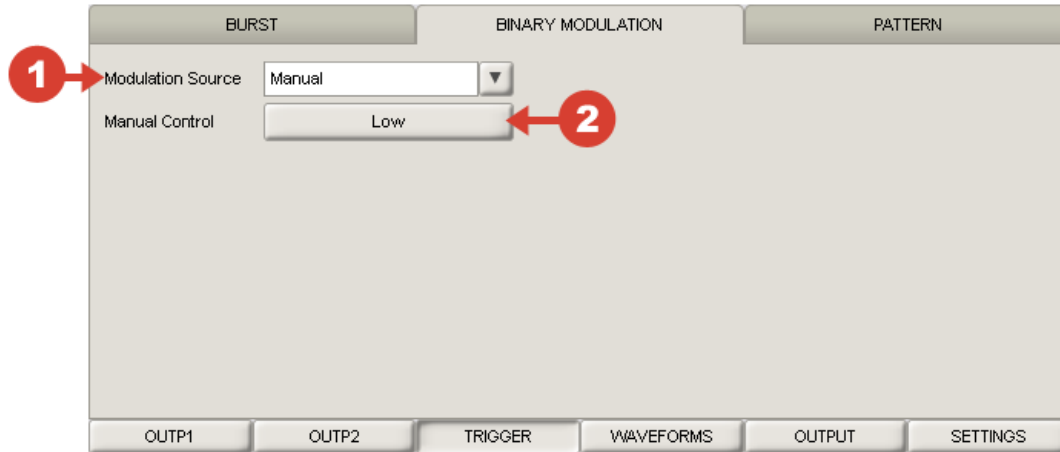 BURST BINARY MODULATION PATTERN
1 Modulation Source Manual
Manual Control Low 2
OUTP1 OUTP2 TRIGGER WAVEFORMS OUTPUT SETTINGS